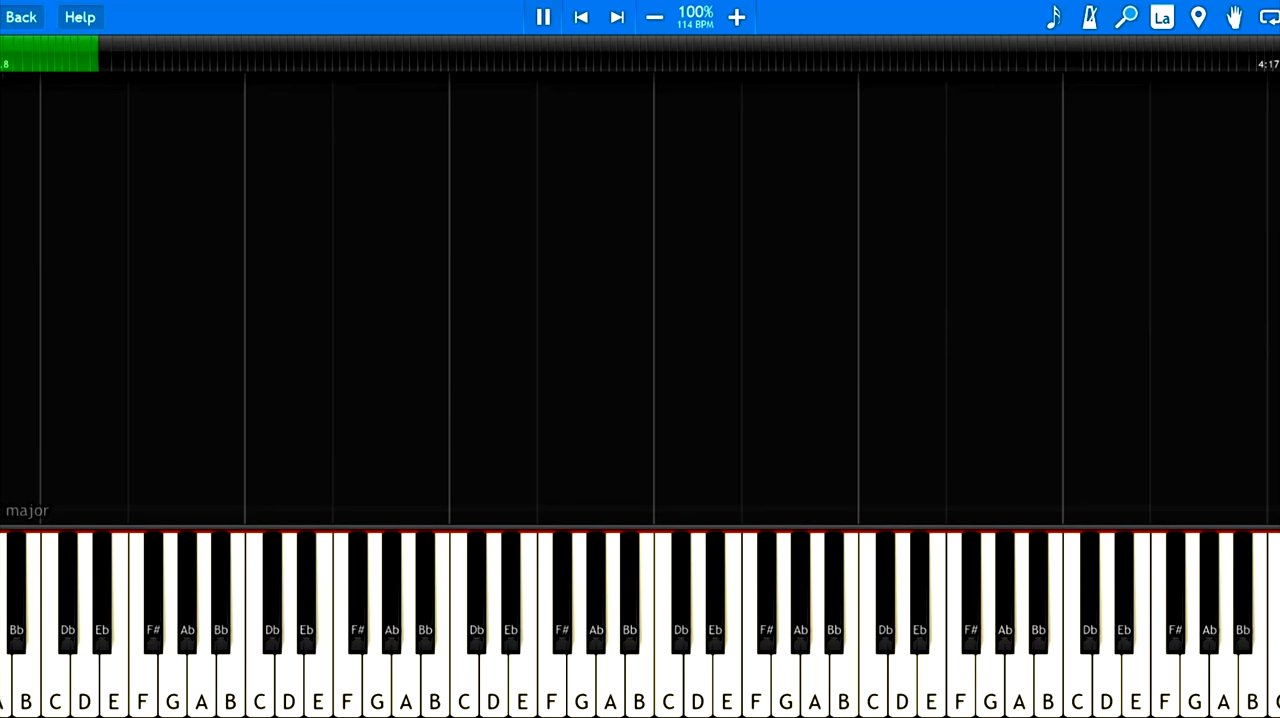 Back Help 100% La
114 BPM
.8 4:17
major
Bb Db Eb F# Ab Bb Db Eb F# Ab Bb Db Eb F# Ab Bb Db Eb F# Ab Bb Db Eb F# Ab Bb Db Eb F# Ab Bb
B C D E F G A B C D E F G A B C D E F G A B C D E F G A B C D E F G A B C D E F G A B